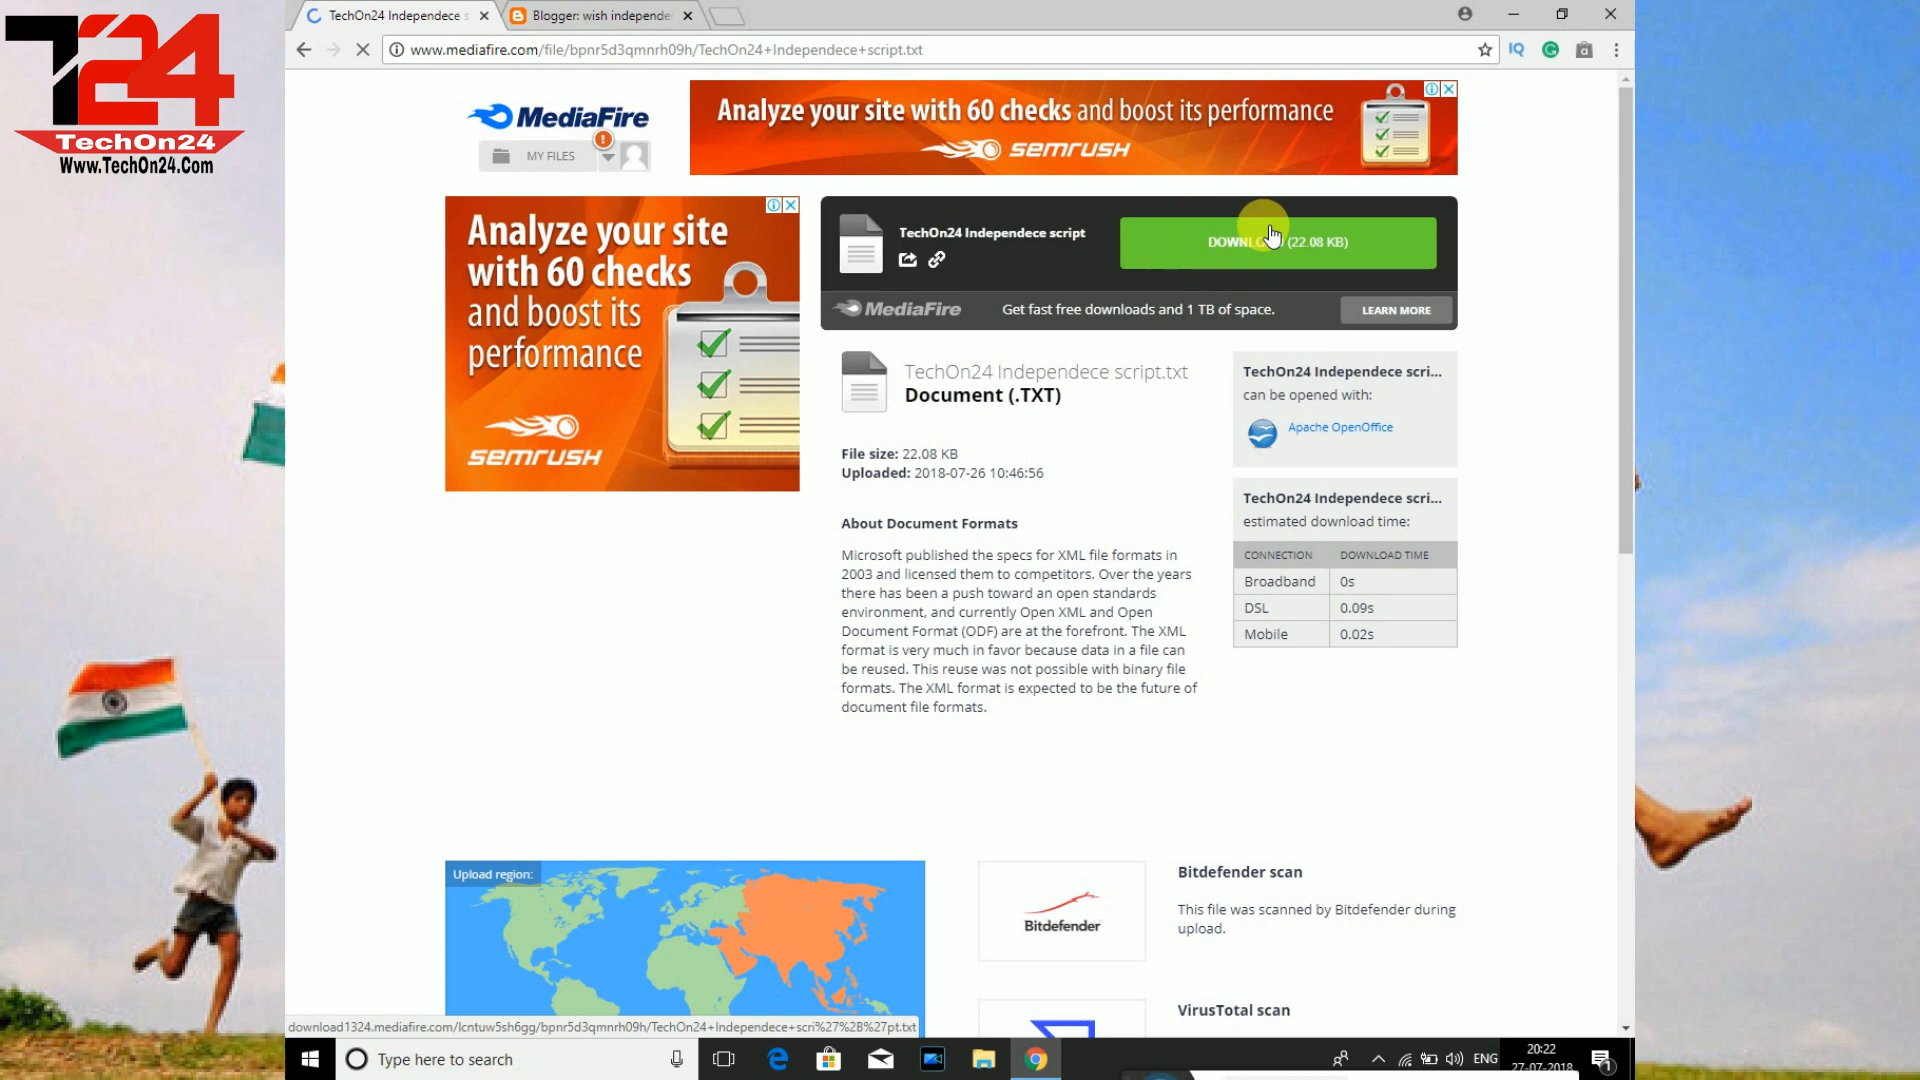 T24
TechOn24
Www.TechOn24.Com
TechOn24 Independece s
Blogger: wish independe
www.mediafire.com/file/bpnr5d3qmnrh09h/TechOn24+Independece+script.txt
IQ
MediaFire
MY FILES
Analyze your site with 60 checks and boost its performance
semrush
Analyze your site
with 60 checks
and boost its
performance
semrush
TechOn24 Independece script
(22.08 KB)
MediaFire
Get fast free downloads and 1 TB of space.
LEARN MORE
TechOn24 Independece script.txt
Document (.TXT)
File size: 22.08 KB
Uploaded: 2018-07-26 10:46:56
About Document Formats
Microsoft published the specs for XML file formats in
2003 and licensed them to competitors. Over the years
there has been a push toward an open standards
environment, and currently Open XML and Open
Document Format (ODF) are at the forefront. The XML
format is very much in favor because data in a file can
be reused. This reuse was not possible with binary file
formats. The XML format is expected to be the future of
document file formats.
TechOn24 Independece scri...
can be opened with:
Apache OpenOffice
TechOn24 Independece scri...
estimated download time:
CONNECTION DOWNLOAD TIME
Broadband 0s
DSL 0.09s
Mobile 0.02s
Upload region:
Bitdefender
Bitdefender scan
This file was scanned by Bitdefender during
upload.
VirusTotal scan
download1324.mediafire.com/lcntuw5sh6gg/bpnr5d3qmnrh09h/TechOn24+Independece+scri%27%2B%27pt.txt
Type here to search
ENG
20:22
27-07-2018
1